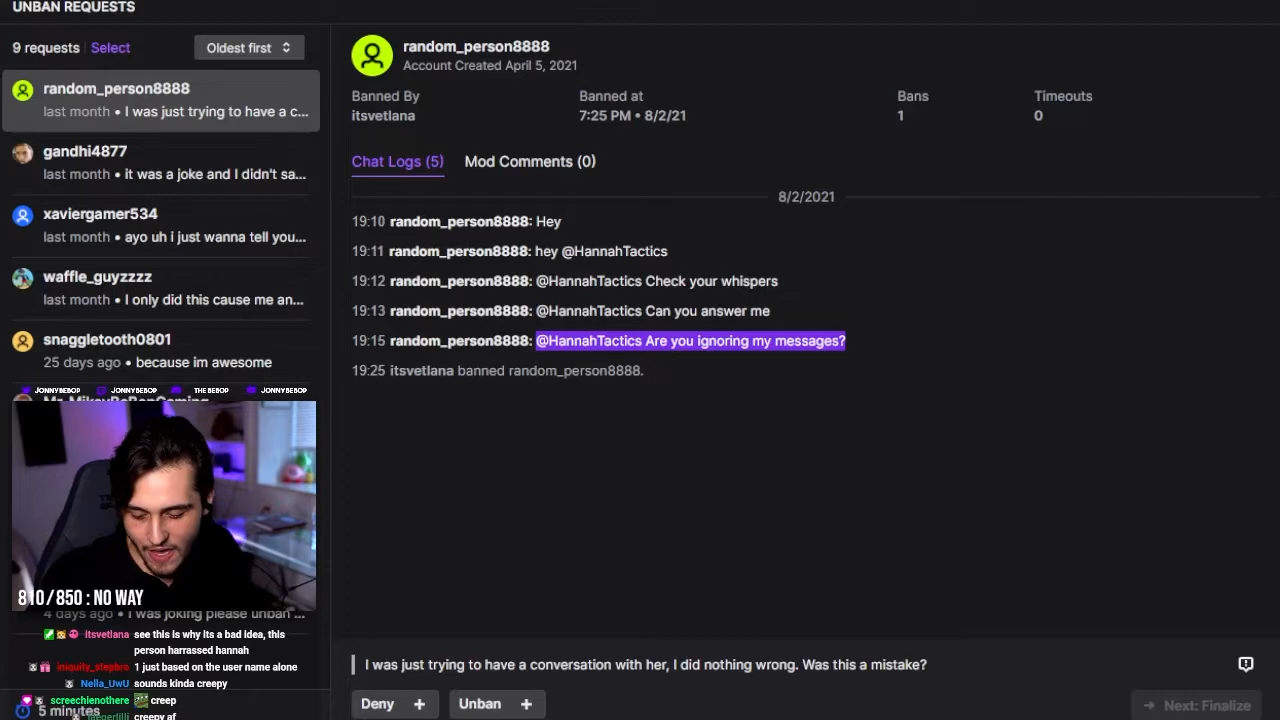 UNBAN REQUESTS
9 requests Select Oldest first
random_person8888
last month • I was just trying to have a c...
gandhi4877
last month • it was a joke and I didn't sa...
xaviergamer534
last month • ayo uh i just wanna tell you...
waffle_guyzzzz
last month • I only did this cause me an...
snaggletooth0801
25 days ago • because im awesome
JONNYBEBOP JONNYBEBOP THE BEBOP JONNYBEBOP
810/850 : NO WAY
4 days ago • I was joking please unban ...
itsvetlana see this is why its a bad idea, this
person harrassed hannah
iniquity_stepbro 1 just based on the user name alone
Nella_UwU sounds kinda creepy
screechienothere creep
5 minutes
creepy af
random_person8888
Account Created April 5, 2021
Banned By Banned at Bans Timeouts
itsvetlana 7:25 PM • 8/2/21 1 0
Chat Logs (5) Mod Comments (0)
8/2/2021
19:10 random_person8888: Hey
19:11 random_person8888: hey @HannahTactics
19:12 random_person8888: @HannahTactics Check your whispers
19:13 random_person8888: @HannahTactics Can you answer me
19:15 random_person8888: @HannahTactics Are you ignoring my messages?
19:25 itsvetlana banned random_person8888.
I was just trying to have a conversation with her, I did nothing wrong. Was this a mistake?
Deny + Unban + Next: Finalize